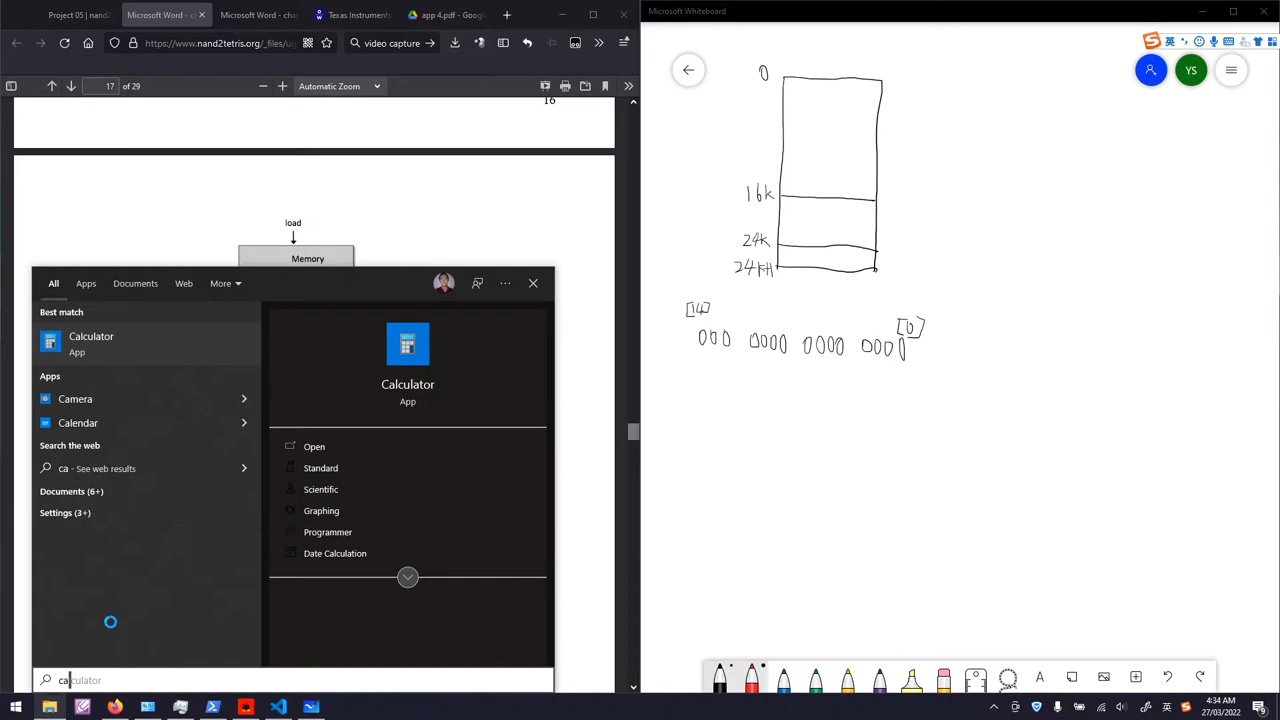 Project 05 | nand2
Microsoft Word - c
Microsoft Word - cha
Texas Instruments
app 4.pdf - Goog
https://www.nand2tetris.org/_files/u
video capture
17 of 29
Automatic Zoom
16
load
Memory
All
Apps
Documents
Web
More
Best match
Calculator
App
Apps
Camera
Calendar
Search the web
ca - See web results
Documents (6+)
Settings (3+)
Calculator
App
Open
Standard
Scientific
Graphing
Programmer
Date Calculation
calculator
Microsoft Whiteboard
英
YS
0
16K
24K
[14]
[0]
000 0000 0000 0000
A
英
4:34 AM
27/03/2022